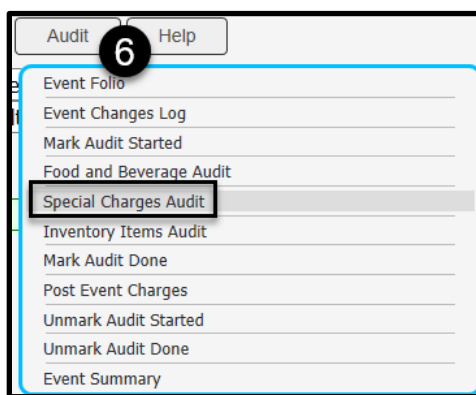 Audit Help
6
Event Folio
Event Changes Log
Mark Audit Started
Food and Beverage Audit
Special Charges Audit
Inventory Items Audit
Mark Audit Done
Post Event Charges
Unmark Audit Started
Unmark Audit Done
Event Summary